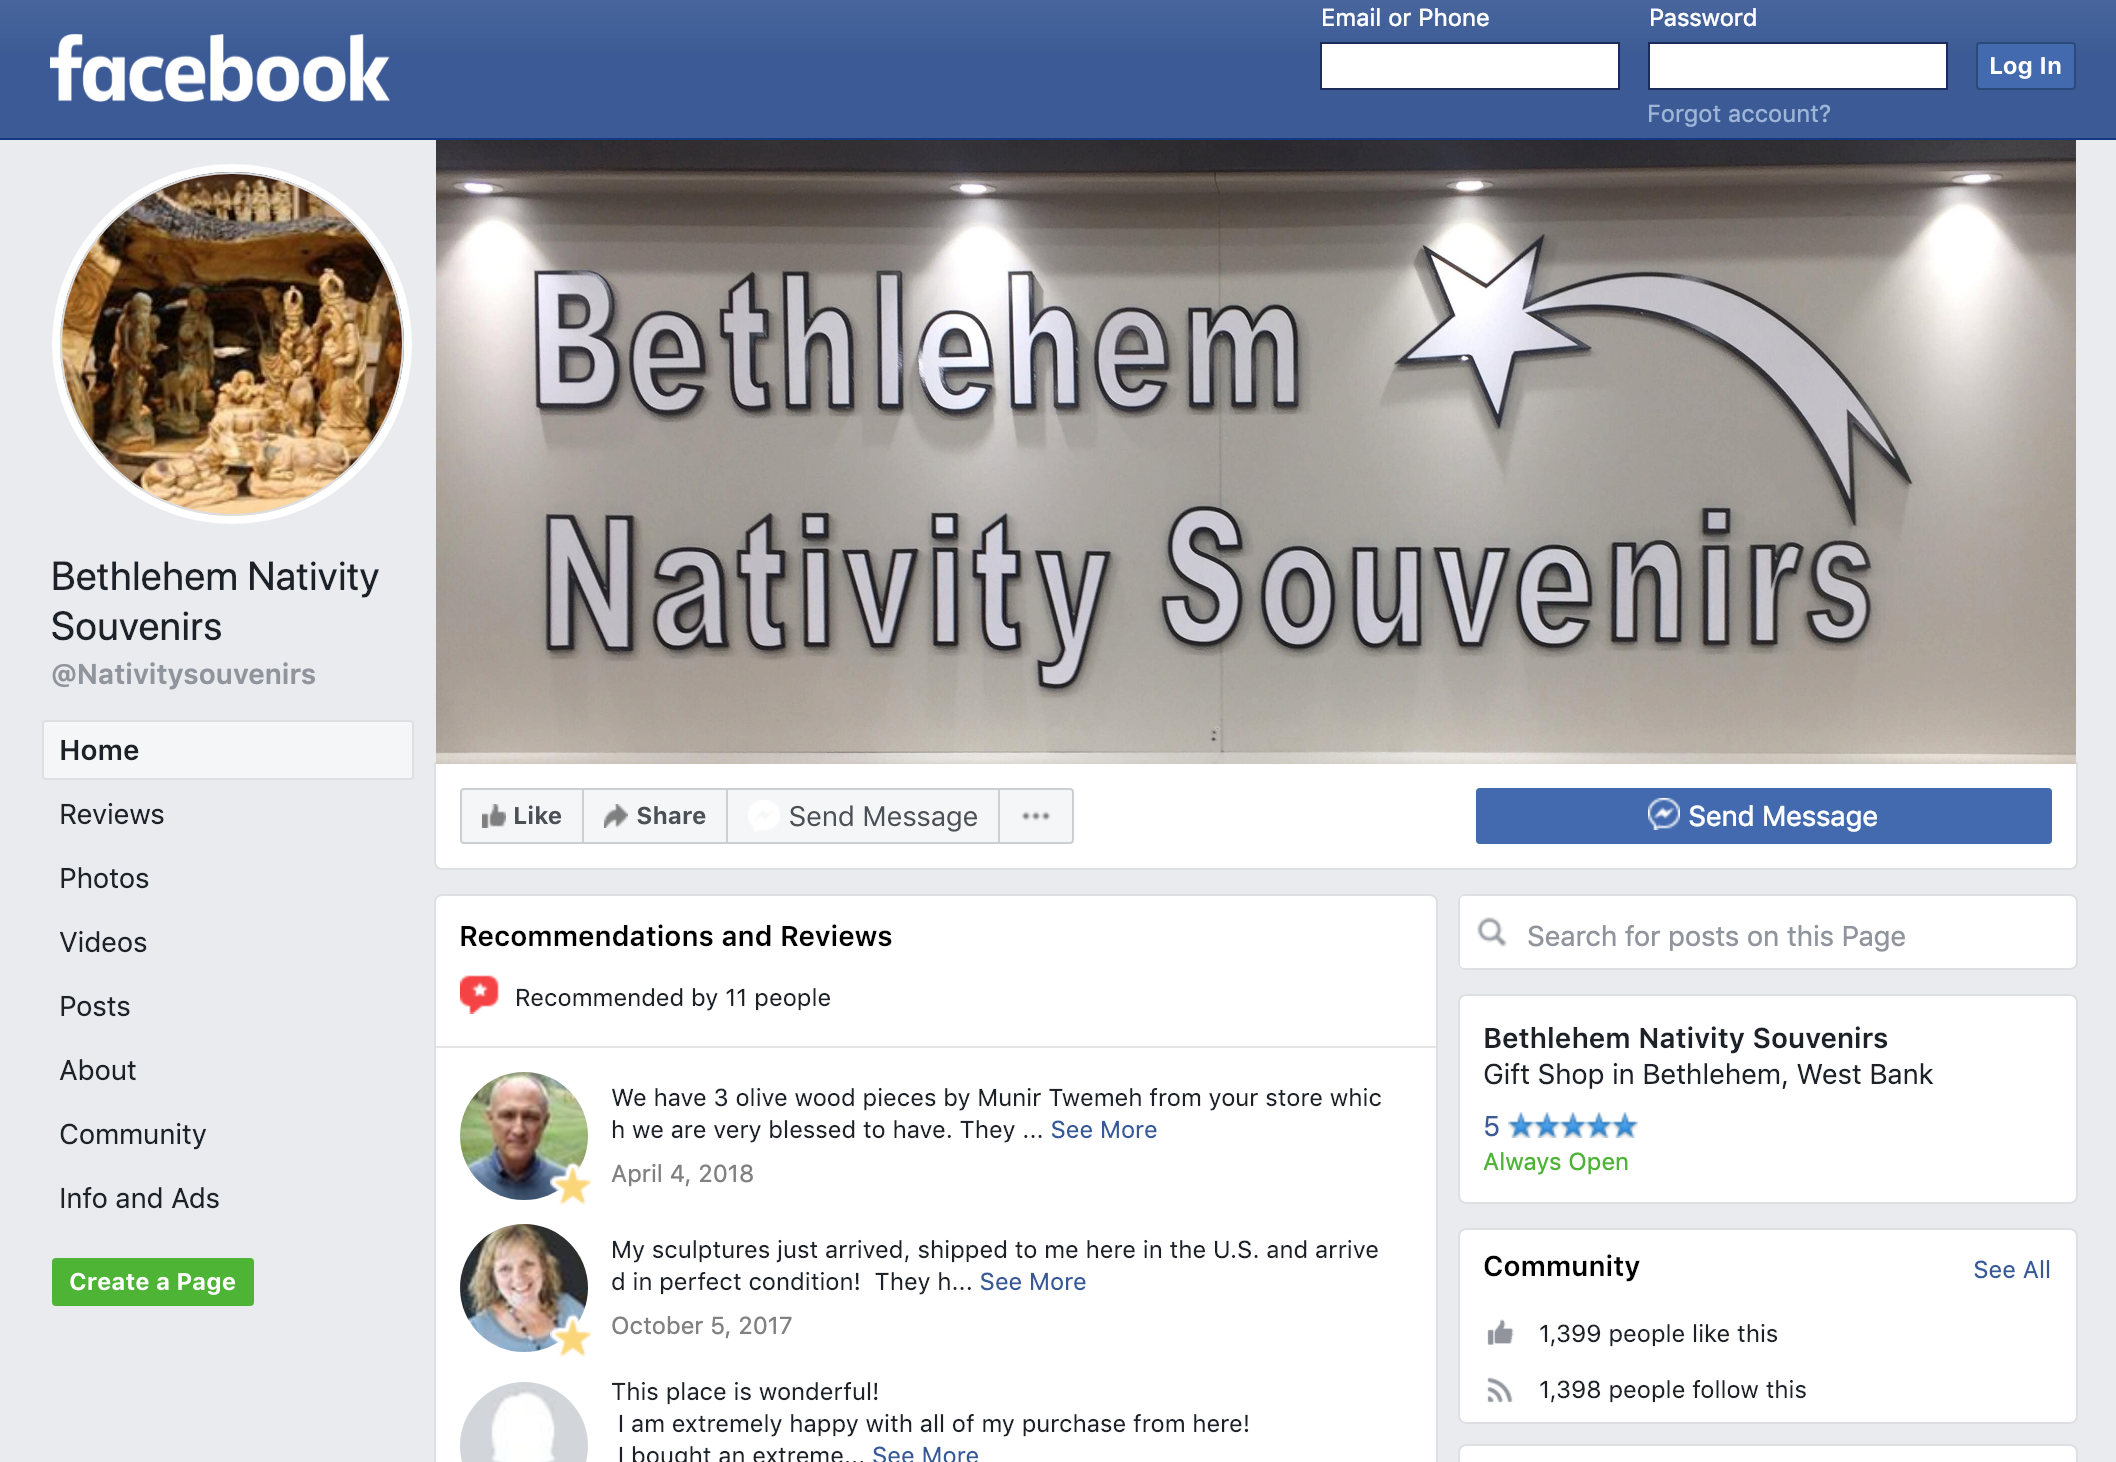 facebook
Email or Phone
Password
Log In
Forgot account?
Bethlehem
Nativity Souvenirs
Bethlehem Nativity
Souvenirs
@Nativitysouvenirs
Home
Reviews
Photos
Videos
Posts
About
Community
Info and Ads
Create a Page
Like
Share
Send Message
Send Message
Recommendations and Reviews
Recommended by 11 people
We have 3 olive wood pieces by Munir Twemeh from your store whic
h we are very blessed to have. They ... See More
April 4, 2018
My sculptures just arrived, shipped to me here in the U.S. and arrive
d in perfect condition! They h... See More
October 5, 2017
This place is wonderful!
I am extremely happy with all of my purchase from here!
I bought an extreme... See More
Search for posts on this Page
Bethlehem Nativity Souvenirs
Gift Shop in Bethlehem, West Bank
5
Always Open
Community
See All
1,399 people like this
1,398 people follow this